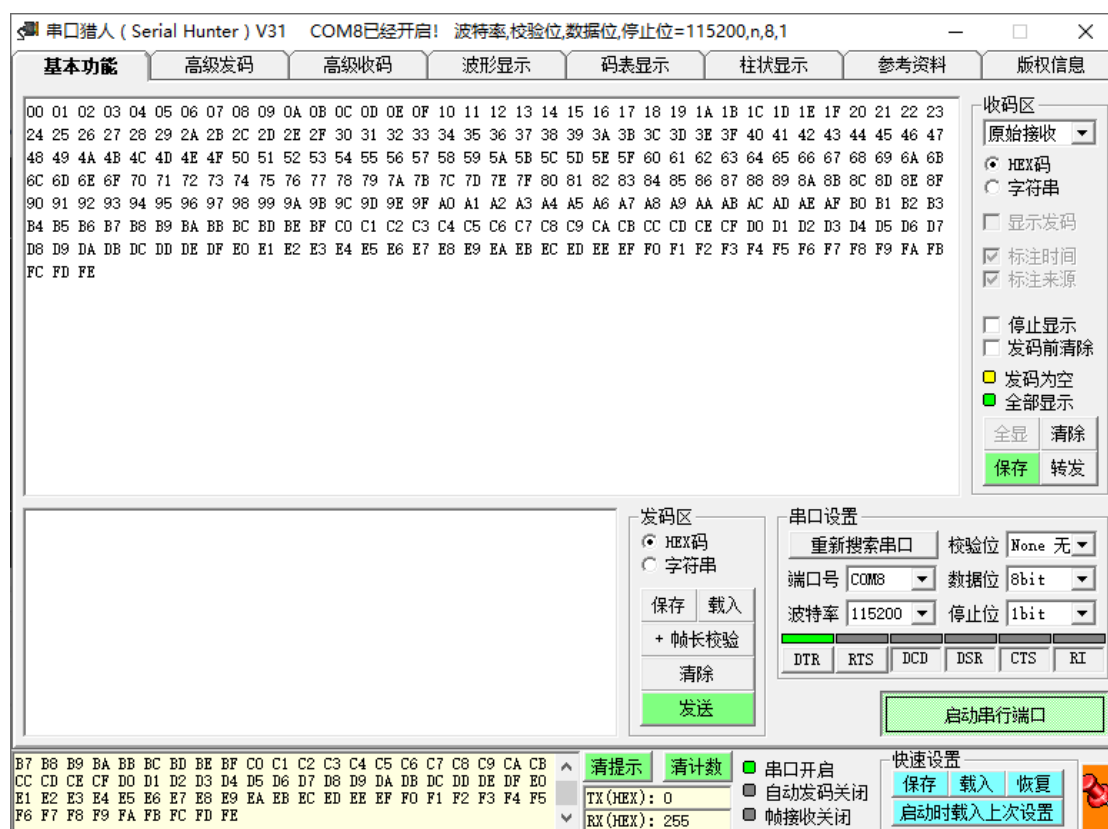 串口猎人（Serial Hunter）V31 COM8已经开启！ 波特率,校验位,数据位,停止位=115200,n,8,1
基本功能 高级发码 高级收码 波形显示 码表显示 柱状显示 参考资料 版权信息
00 01 02 03 04 05 06 07 08 09 0A 0B 0C 0D 0E 0F 10 11 12 13 14 15 16 17 18 19 1A 1B 1C 1D 1E 1F 20 21 22 23
24 25 26 27 28 29 2A 2B 2C 2D 2E 2F 30 31 32 33 34 35 36 37 38 39 3A 3B 3C 3D 3E 3F 40 41 42 43 44 45 46 47
48 49 4A 4B 4C 4D 4E 4F 50 51 52 53 54 55 56 57 58 59 5A 5B 5C 5D 5E 5F 60 61 62 63 64 65 66 67 68 69 6A 6B
6C 6D 6E 6F 70 71 72 73 74 75 76 77 78 79 7A 7B 7C 7D 7E 7F 80 81 82 83 84 85 86 87 88 89 8A 8B 8C 8D 8E 8F
90 91 92 93 94 95 96 97 98 99 9A 9B 9C 9D 9E 9F A0 A1 A2 A3 A4 A5 A6 A7 A8 A9 AA AB AC AD AE AF B0 B1 B2 B3
B4 B5 B6 B7 B8 B9 BA BB BC BD BE BF C0 C1 C2 C3 C4 C5 C6 C7 C8 C9 CA CB CC CD CE CF D0 D1 D2 D3 D4 D5 D6 D7
D8 D9 DA DB DC DD DE DF E0 E1 E2 E3 E4 E5 E6 E7 E8 E9 EA EB EC ED EE EF F0 F1 F2 F3 F4 F5 F6 F7 F8 F9 FA FB
FC FD FE
收码区
原始接收
HEX码
字符串
显示发码
标注时间
标注来源
停止显示
发码前清除
发码为空
全部显示
全显 清除
保存 转发
发码区
HEX码
字符串
保存 载入
+ 帧长校验
清除
发送
串口设置
重新搜索串口 校验位 None 无
端口号 COM8 数据位 8bit
波特率 115200 停止位 1bit
DTR RTS DCD DSR CTS RI
启动串行端口
B7 B8 B9 BA BB BC BD BE BF C0 C1 C2 C3 C4 C5 C6 C7 C8 C9 CA CB
CC CD CE CF D0 D1 D2 D3 D4 D5 D6 D7 D8 D9 DA DB DC DD DE DF E0
E1 E2 E3 E4 E5 E6 E7 E8 E9 EA EB EC ED EE EF F0 F1 F2 F3 F4 F5
F6 F7 F8 F9 FA FB FC FD FE
清提示 清计数
TX(HEX): 0
RX(HEX): 255
串口开启
自动发码关闭
帧接收关闭
快速设置
保存 载入 恢复
启动时载入上次设置